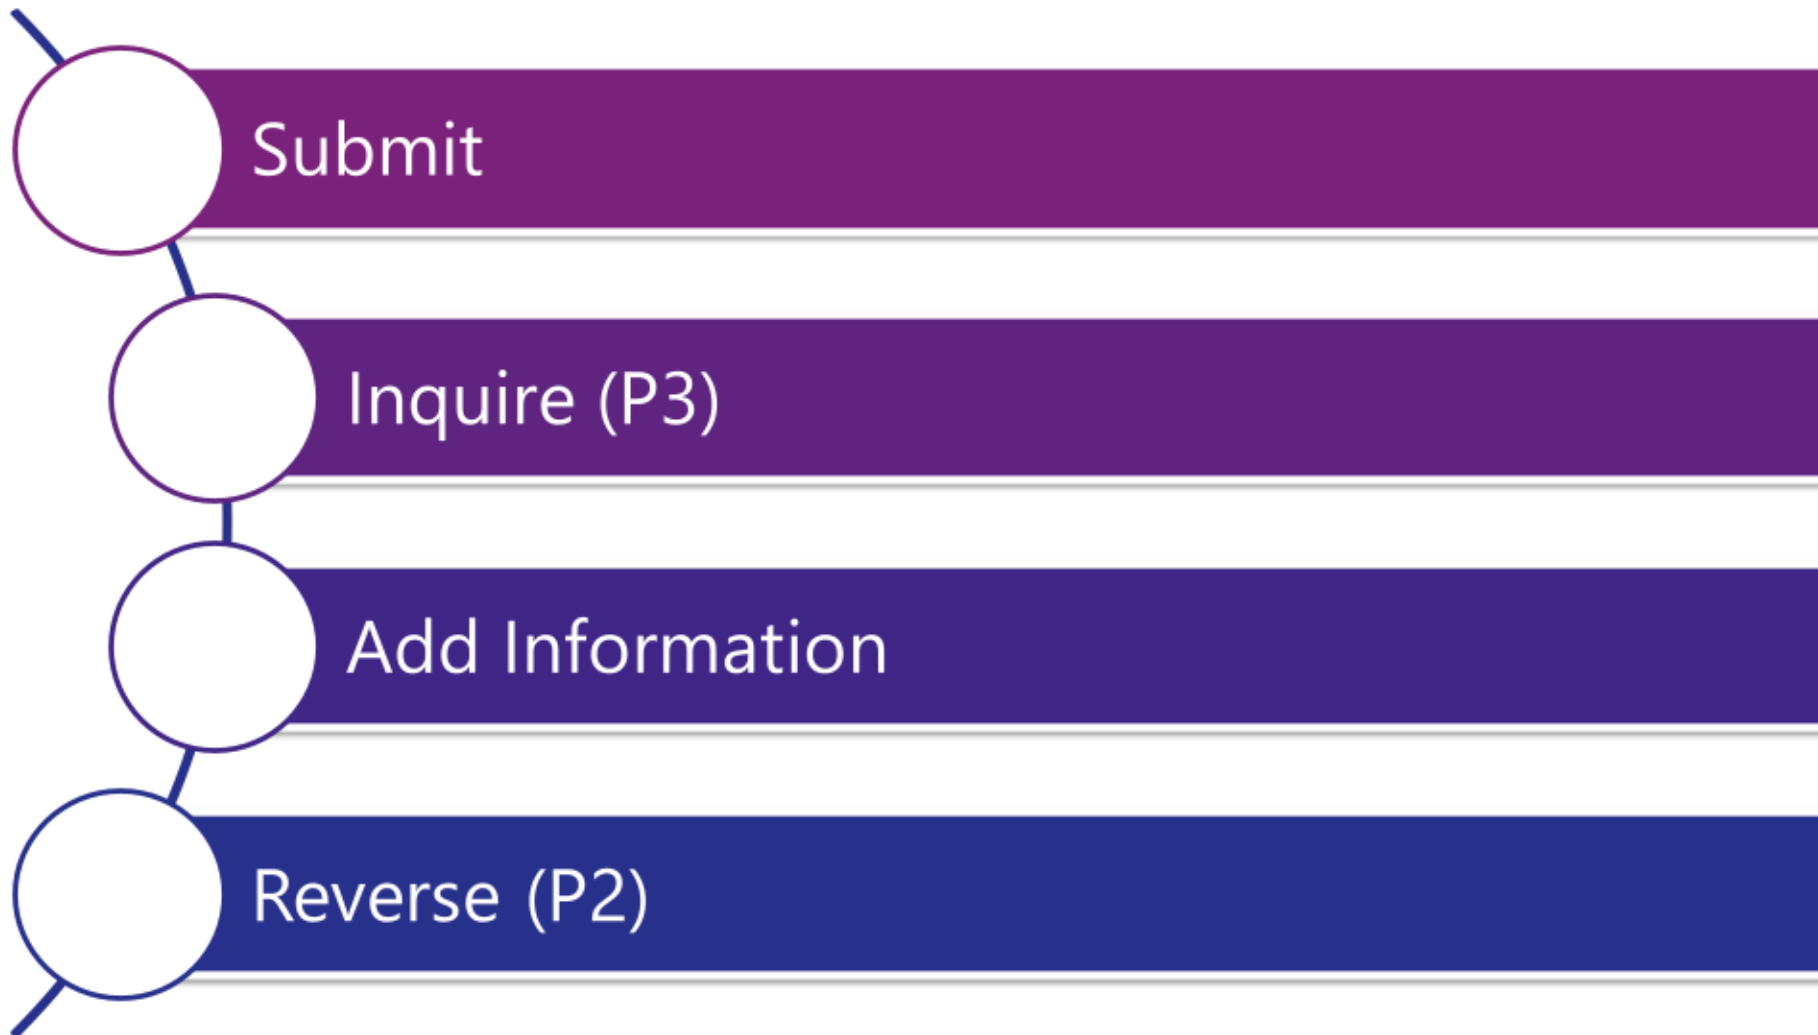 Submit
Inquire (P3)
Add Information
Reverse (P2)